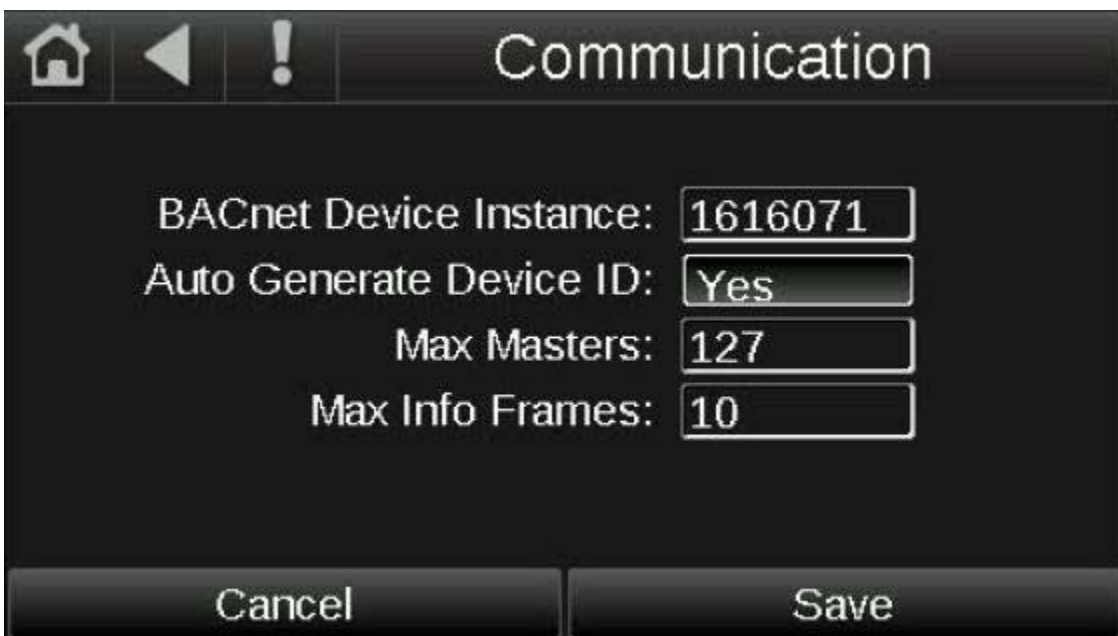 Communication
BACnet Device Instance: 1616071
Auto Generate Device ID: Yes
Max Masters: 127
Max Info Frames: 10
Cancel Save